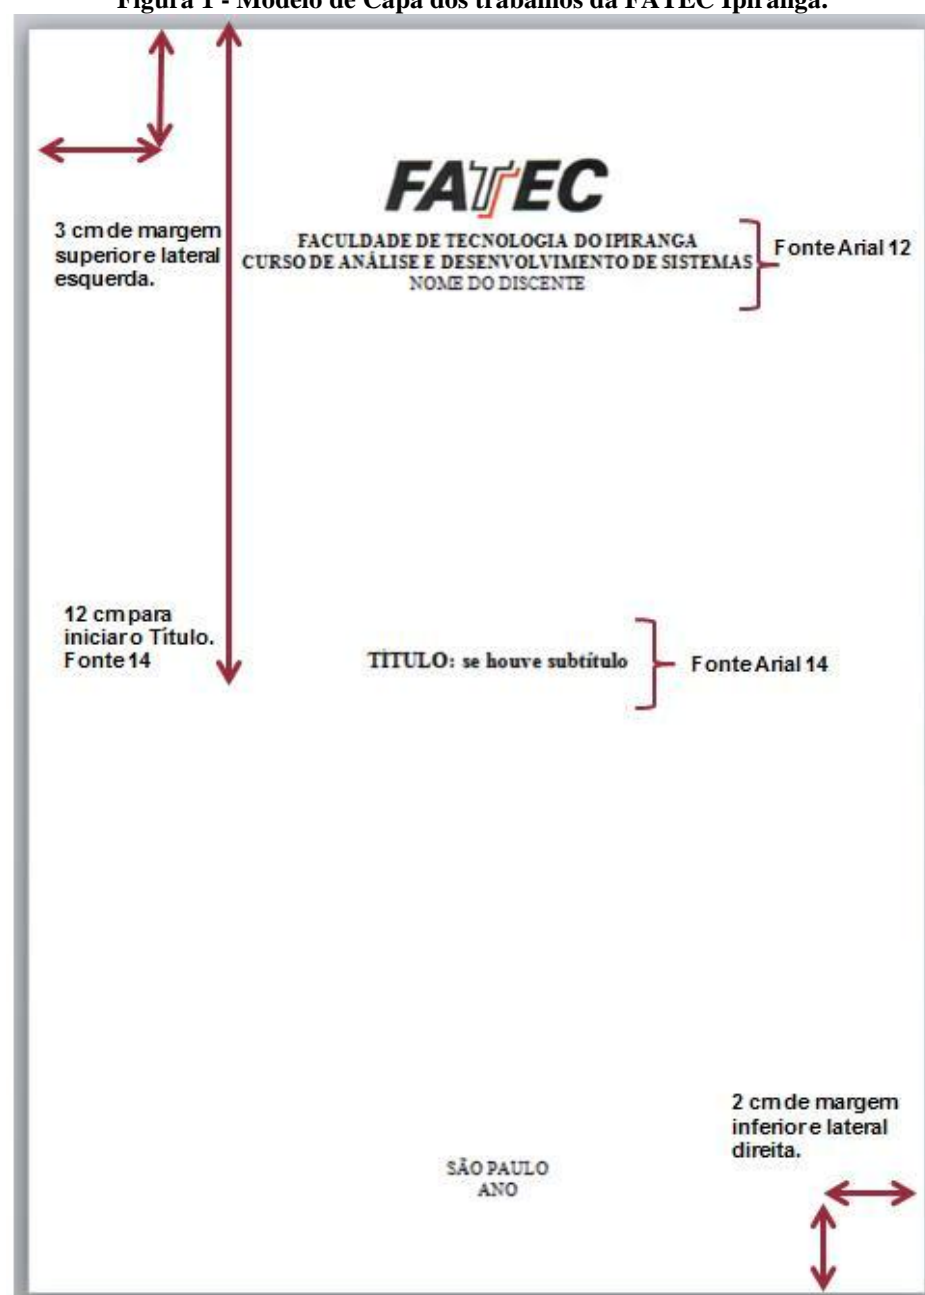 Figura 1 - Modelo de Capa dos trabalhos da FATEC Ipiranga.
FATEC
3 cm de margem
superior e lateral
esquerda.
FACULDADE DE TECNOLOGIA DO IPIRANGA
CURSO DE ANÁLISE E DESENVOLVIMENTO DE SISTEMAS
NOME DO DISCENTE
Fonte Arial 12
12 cm para
iniciar o Título.
Fonte 14
TÍTULO: se houve subtítulo
Fonte Arial 14
2 cm de margem
inferior e lateral
direita.
SÃO PAULO
ANO